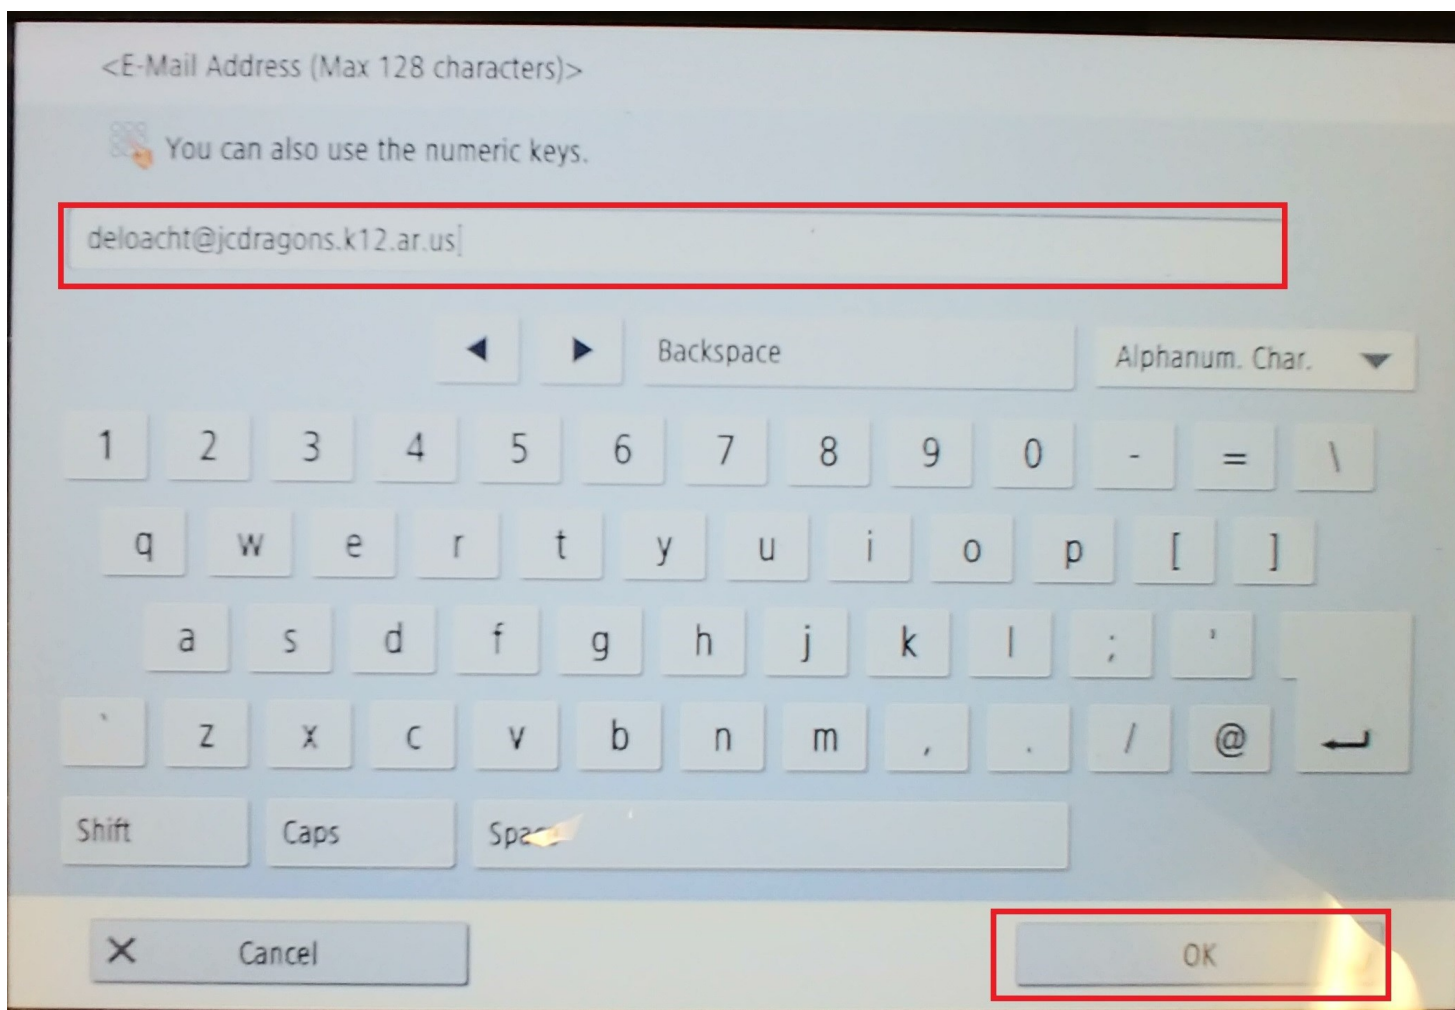 <E-Mail Address (Max 128 characters)>
You can also use the numeric keys.
deloacht@jcdragons.k12.ar.us
Backspace Alphanum. Char.
1 2 3 4 5 6 7 8 9 0 - = \
q w e r t y u i o p [ ]
a s d f g h j k l ; '
` z x c v b n m , . / @
Shift Caps Space
Cancel OK